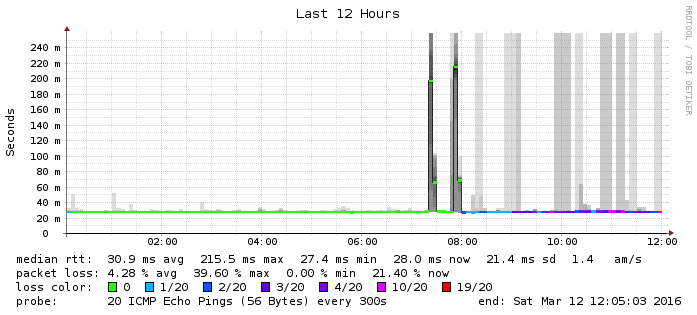 Last 12 Hours
RRDTOOL / TOBI OETIKER
Seconds
240 m
220 m
200 m
180 m
160 m
140 m
120 m
100 m
80 m
60 m
40 m
20 m
0
02:00 04:00 06:00 08:00 10:00 12:00
median rtt: 30.9 ms avg 215.5 ms max 27.4 ms min 28.0 ms now 21.4 ms sd 1.4 am/s
packet loss: 4.28 % avg 39.60 % max 0.00 % min 21.40 % now
loss color: 0 1/20 2/20 3/20 4/20 10/20 19/20
probe: 20 ICMP Echo Pings (56 Bytes) every 300s end: Sat Mar 12 12:05:03 2016